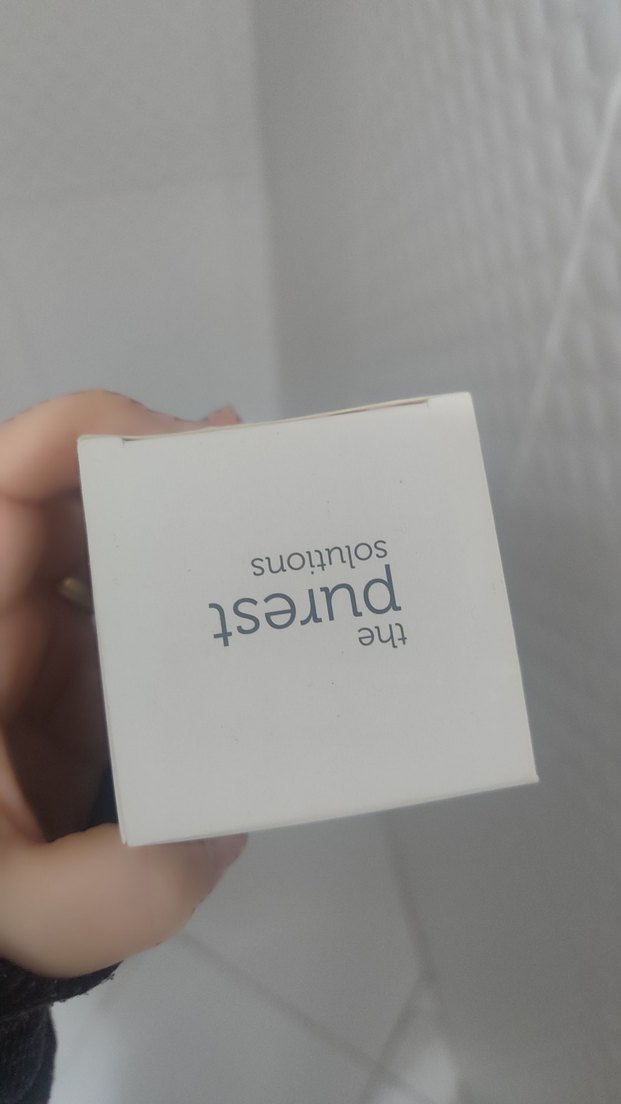 the
purest
solutions